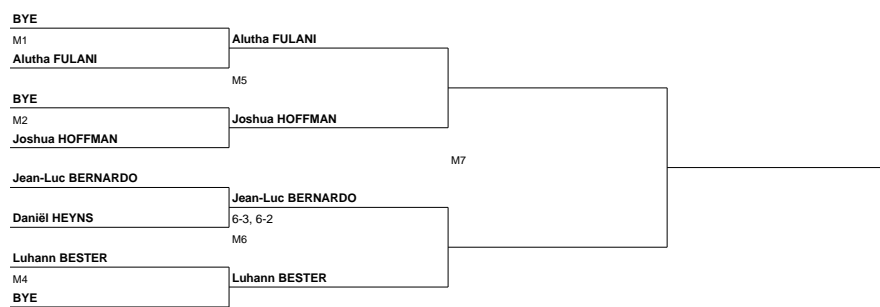 BYE
M1
Alutha FULANI
Alutha FULANI
M5
BYE
M2
Joshua HOFFMAN
Joshua HOFFMAN
M7
Jean-Luc BERNARDO
Jean-Luc BERNARDO
Daniël HEYNS
6-3, 6-2
M6
Luhann BESTER
M4
Luhann BESTER
BYE